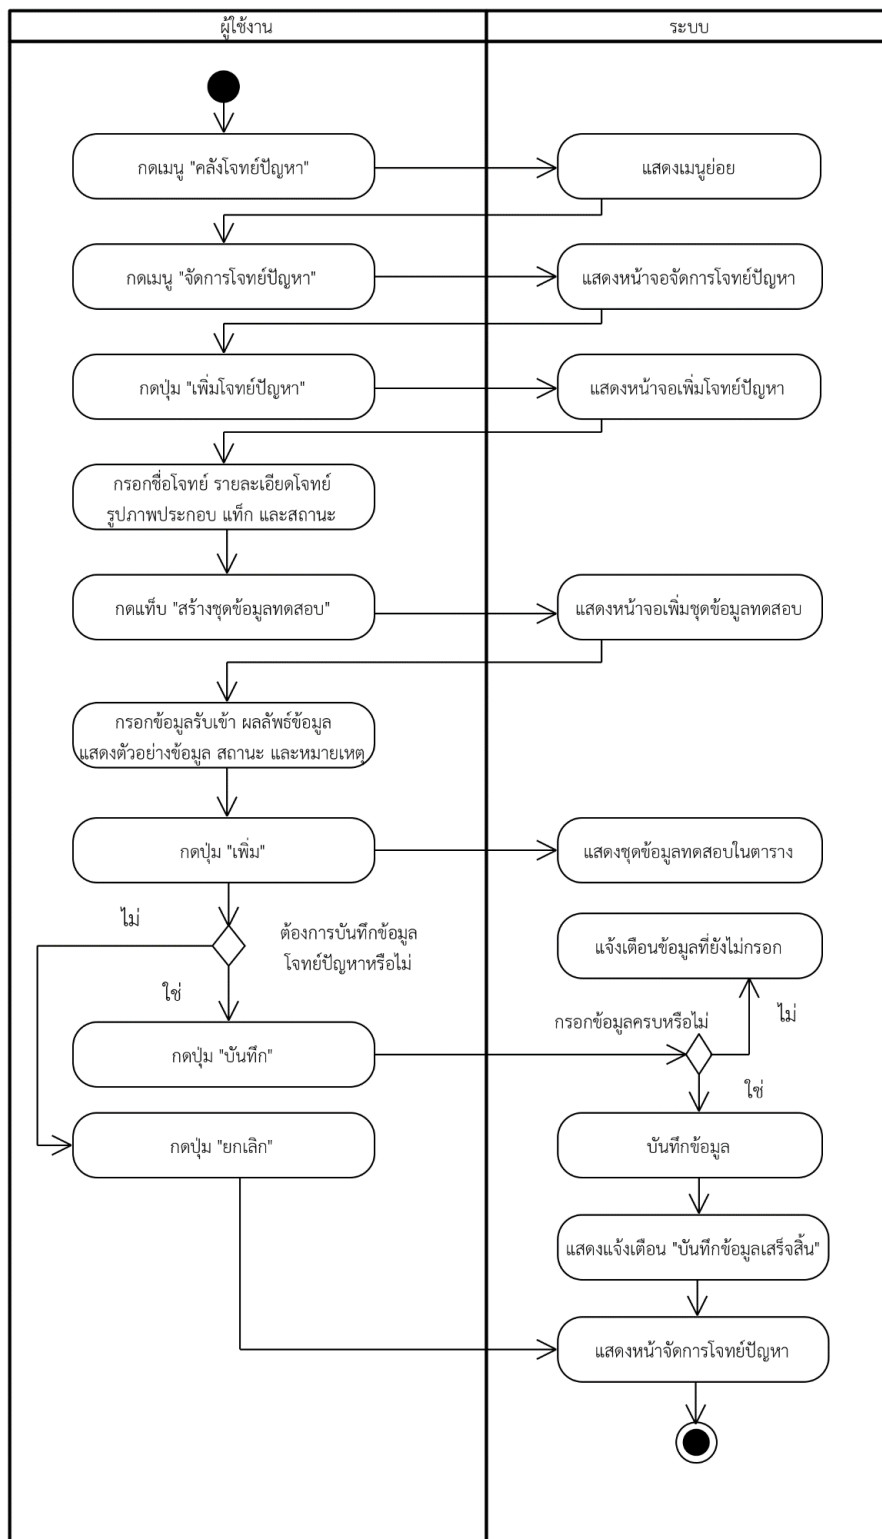 ผู้ใช้งาน
ระบบ
กดเมนู "คลังโจทย์ปัญหา"
แสดงเมนูย่อย
กดเมนู "จัดการโจทย์ปัญหา"
แสดงหน้าจอจัดการโจทย์ปัญหา
กดปุ่ม "เพิ่มโจทย์ปัญหา"
แสดงหน้าจอเพิ่มโจทย์ปัญหา
กรอกชื่อโจทย์ รายละเอียดโจทย์
รูปภาพประกอบ แท็ก และสถานะ
กดแท็บ "สร้างชุดข้อมูลทดสอบ"
แสดงหน้าจอเพิ่มชุดข้อมูลทดสอบ
กรอกข้อมูลรับเข้า ผลลัพธ์ข้อมูล
แสดงตัวอย่างข้อมูล สถานะ และหมายเหตุ
กดปุ่ม "เพิ่ม"
แสดงชุดข้อมูลทดสอบในตาราง
ไม่
ต้องการบันทึกข้อมูล
โจทย์ปัญหาหรือไม่
แจ้งเตือนข้อมูลที่ยังไม่กรอก
ใช่
กรอกข้อมูลครบหรือไม่
ไม่
กดปุ่ม "บันทึก"
ใช่
กดปุ่ม "ยกเลิก"
บันทึกข้อมูล
แสดงแจ้งเตือน "บันทึกข้อมูลเสร็จสิ้น"
แสดงหน้าจัดการโจทย์ปัญหา